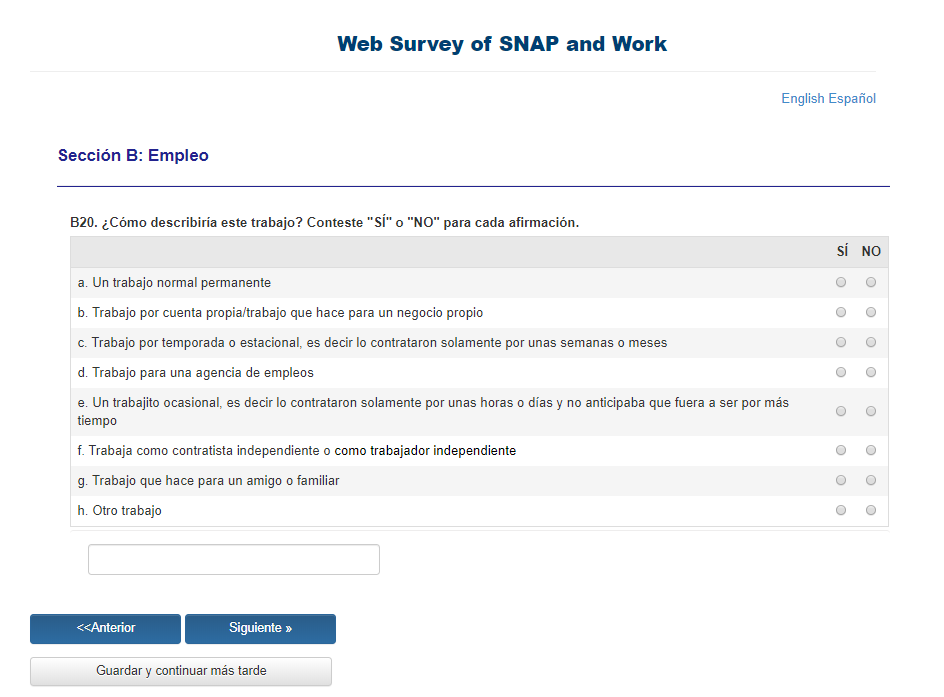 Web Survey of SNAP and Work
English Español
Sección B: Empleo
B20. ¿Cómo describiría este trabajo? Conteste "SÍ" o "NO" para cada afirmación.
SÍ NO
a. Un trabajo normal permanente
b. Trabajo por cuenta propia/trabajo que hace para un negocio propio
c. Trabajo por temporada o estacional, es decir lo contrataron solamente por unas semanas o meses
d. Trabajo para una agencia de empleos
e. Un trabajito ocasional, es decir lo contrataron solamente por unas horas o días y no anticipaba que fuera a ser por más
tiempo
f. Trabaja como contratista independiente o como trabajador independiente
g. Trabajo que hace para un amigo o familiar
h. Otro trabajo
<<Anterior
Siguiente »
Guardar y continuar más tarde